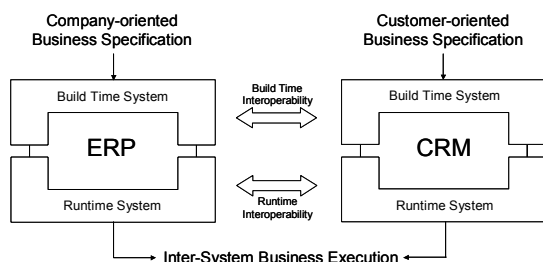 Company-oriented
Business Specification
Customer-oriented
Business Specification
Build Time System
Build Time
Interoperability
Build Time System
ERP
CRM
Runtime System
Runtime
Interoperability
Runtime System
Inter-System Business Execution